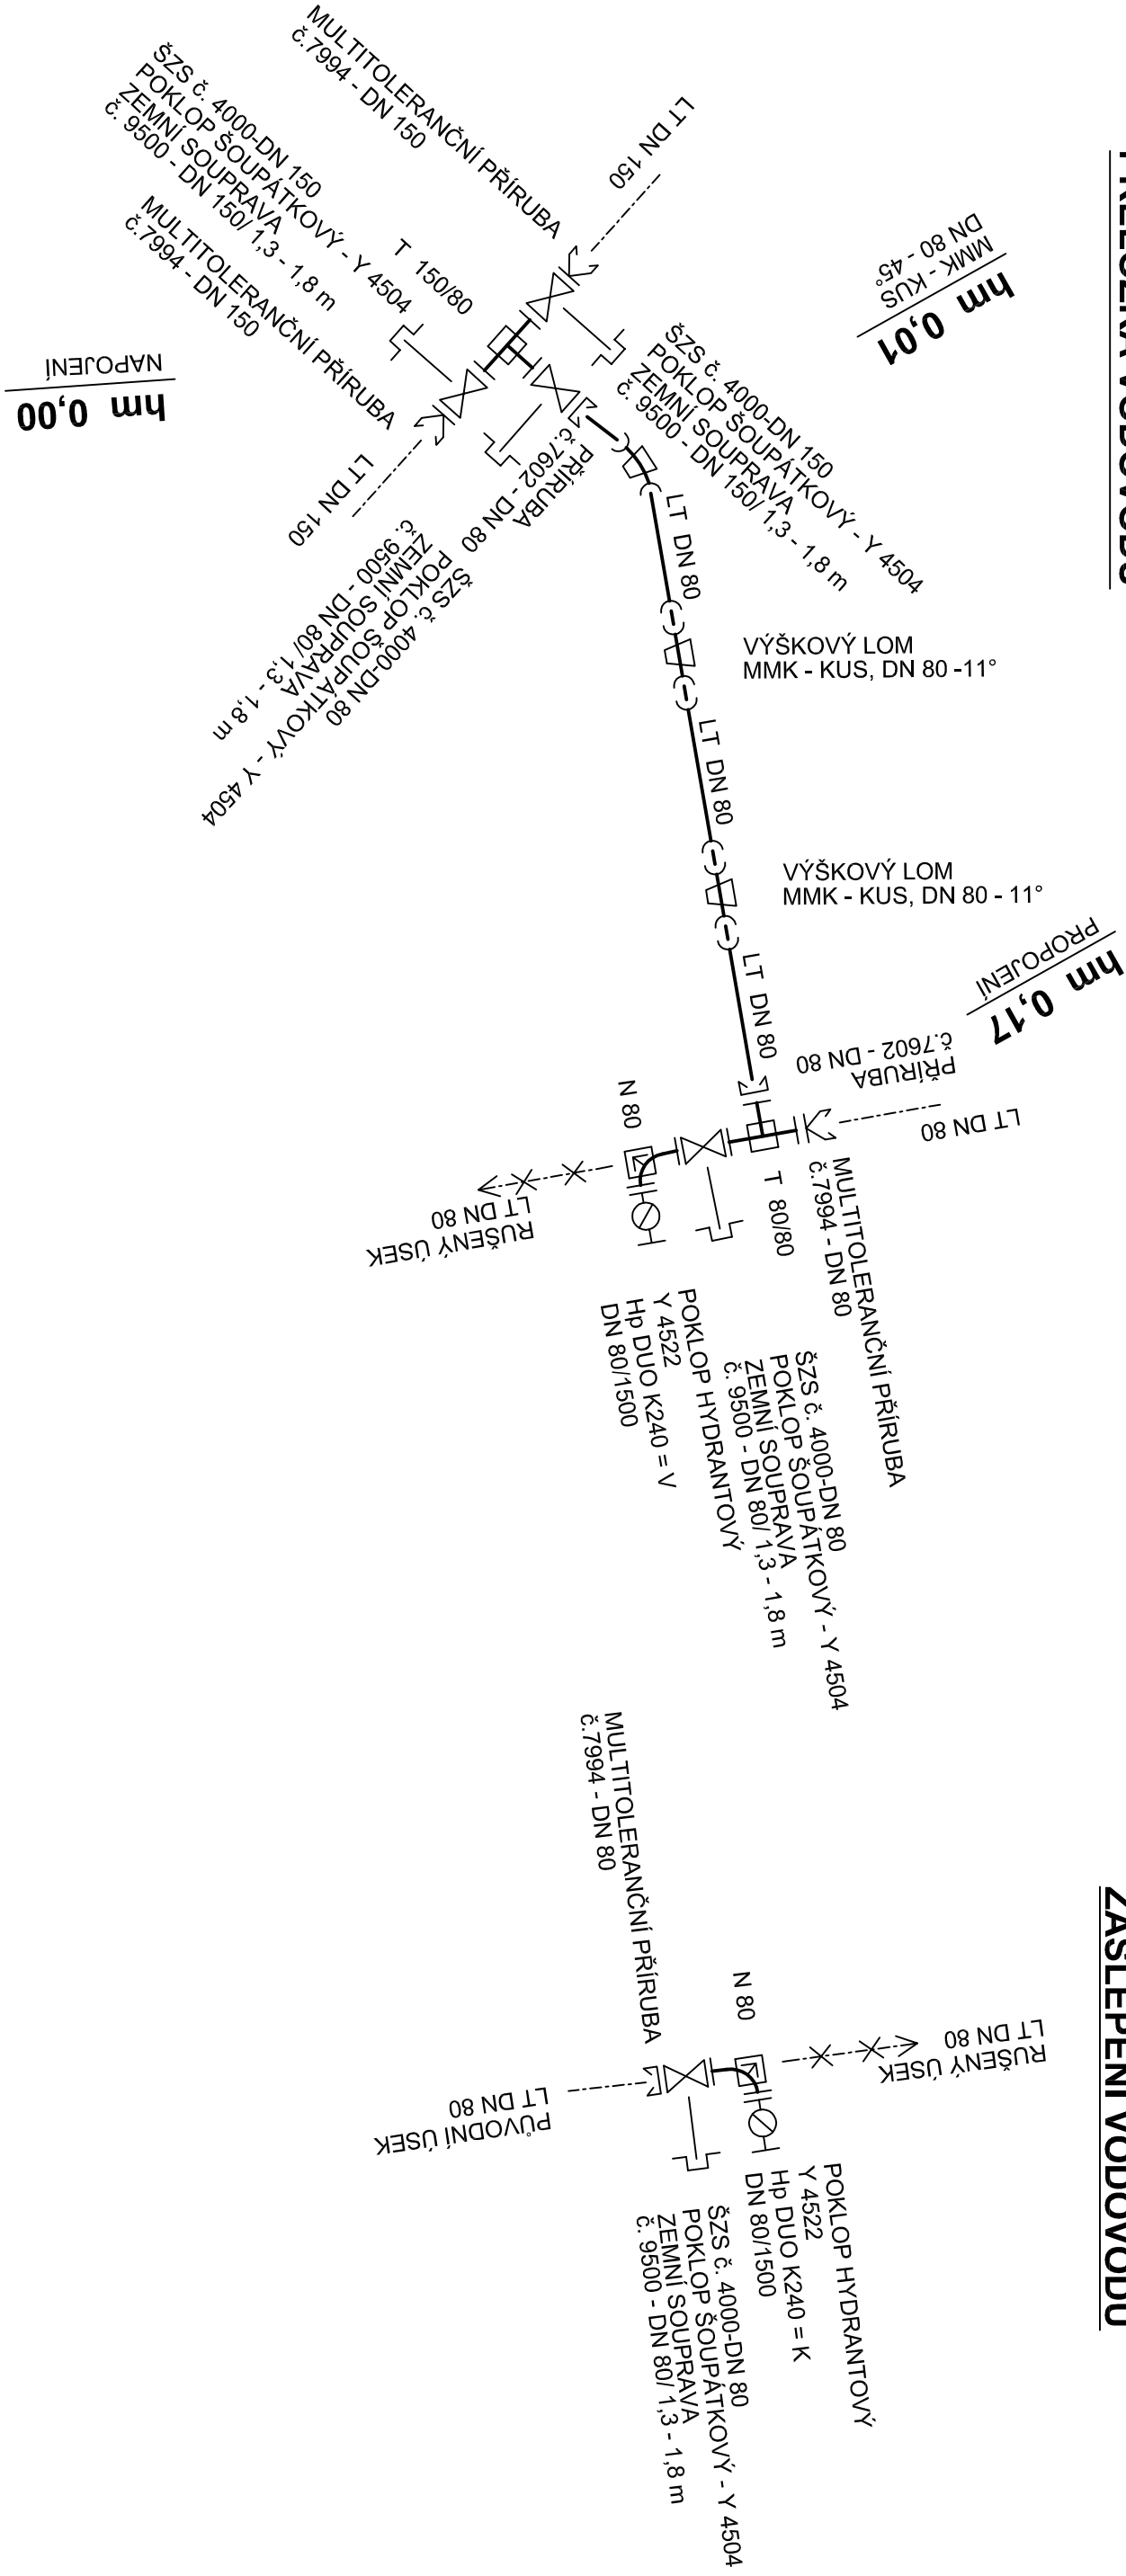 PŘELOŽKA VODOVODU
MULTITOLERANČNÍ PŘÍRUBA
č.7994 - DN 150
LT DN 150
ŠZS č. 4000-DN 150
POKLOP ŠOUPÁTKOVÝ - Y 4504
ZEMNÍ SOUPRAVA
č. 9500 - DN 150/ 1,3 - 1,8 m
MULTITOLERANČNÍ PŘÍRUBA
č.7994 - DN 150
T 150/80
hm 0,00
NAPOJENÍ
hm 0,01
MMK - KUS
DN 80 - 45°
ŠZS č. 4000-DN 150
POKLOP ŠOUPÁTKOVÝ - Y 4504
ZEMNÍ SOUPRAVA
č. 9500 - DN 150/ 1,3 - 1,8 m
LT DN 150
PŘÍRUBA
č.7602 - DN 80
ŠZS č. 4000-DN 80
POKLOP ŠOUPÁTKOVÝ - Y 4504
ZEMNÍ SOUPRAVA
č. 9500 - DN 80/ 1,3 - 1,8 m
LT DN 80
VÝŠKOVÝ LOM
MMK - KUS, DN 80 -11°
LT DN 80
VÝŠKOVÝ LOM
MMK - KUS, DN 80 - 11°
LT DN 80
hm 0,17
PROPOJENÍ
PŘÍRUBA
č.7602 - DN 80
LT DN 80
N 80
T 80/80
MULTITOLERANČNÍ PŘÍRUBA
č.7994 - DN 80
RUŠENÝ ÚSEK
LT DN 80
POKLOP HYDRANTOVÝ
Y 4522
Hp DUO K240 = V
DN 80/1500
ŠZS č. 4000-DN 80
POKLOP ŠOUPÁTKOVÝ - Y 4504
ZEMNÍ SOUPRAVA
č. 9500 - DN 80/ 1,3 - 1,8 m
ZASLEPENÍ VODOVODU
MULTITOLERANČNÍ PŘÍRUBA
č.7994 - DN 80
N 80
RUŠENÝ ÚSEK
LT DN 80
PŮVODNÍ ÚSEK
LT DN 80
POKLOP HYDRANTOVÝ
Y 4522
Hp DUO K240 = K
DN 80/1500
ŠZS č. 4000-DN 80
POKLOP ŠOUPÁTKOVÝ - Y 4504
ZEMNÍ SOUPRAVA
č. 9500 - DN 80/ 1,3 - 1,8 m